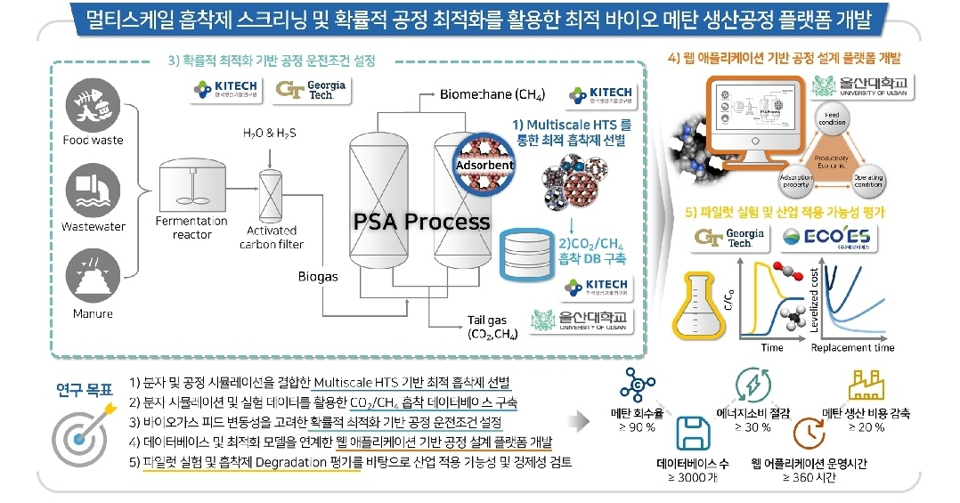 멀티스케일 흡착제 스크리닝 및 확률적 공정 최적화를 활용한 최적 바이오 메탄 생산공정 플랫폼 개발
3) 확률적 최적화 기반 공정 운전조건 설정
KITECH
한국생산기술연구원
GT Georgia
Tech.
Food waste
Wastewater
Manure
H₂O & H₂S
Fermentation
reactor
Activated
carbon filter
Biogas
Biomethane (CH₄)
PSA Process
Adsorbent
Tail gas
(CO₂,CH₄)
KITECH
한국생산기술연구원
1) Multiscale HTS 를
통한 최적 흡착제 선별
2)CO₂/CH₄
흡착 DB 구축
KITECH
한국생산기술연구원
울산대학교
UNIVERSITY OF ULSAN
4) 웹 애플리케이션 기반 공정 설계 플랫폼 개발
울산대학교
UNIVERSITY OF ULSAN
Feed
condition
Productivity
Economic
Adsorption
property
Operating
condition
5) 파일럿 실험 및 산업 적용 가능성 평가
GT Georgia
Tech.
ECO'ES
C/C₀
Time
Levelized cost
Replacement time
연구 목표
1) 분자 및 공정 시뮬레이션을 결합한 Multiscale HTS 기반 최적 흡착제 선별
2) 분자 시뮬레이션 및 실험 데이터를 활용한 CO₂/CH₄ 흡착 데이터베이스 구축
3) 바이오가스 피드 변동성을 고려한 확률적 최적화 기반 공정 운전조건 설정
4) 데이터베이스 및 최적화 모델을 연계한 웹 애플리케이션 기반 공정 설계 플랫폼 개발
5) 파일럿 실험 및 흡착제 Degradation 평가를 바탕으로 산업 적용 가능성 및 경제성 검토
메탄 회수율
≥ 90 %
에너지소비 절감
≥ 30 %
메탄 생산 비용 감축
≥ 20 %
데이터베이스 수
≥ 3000 개
웹 어플리케이션 운영시간
≥ 360 시간